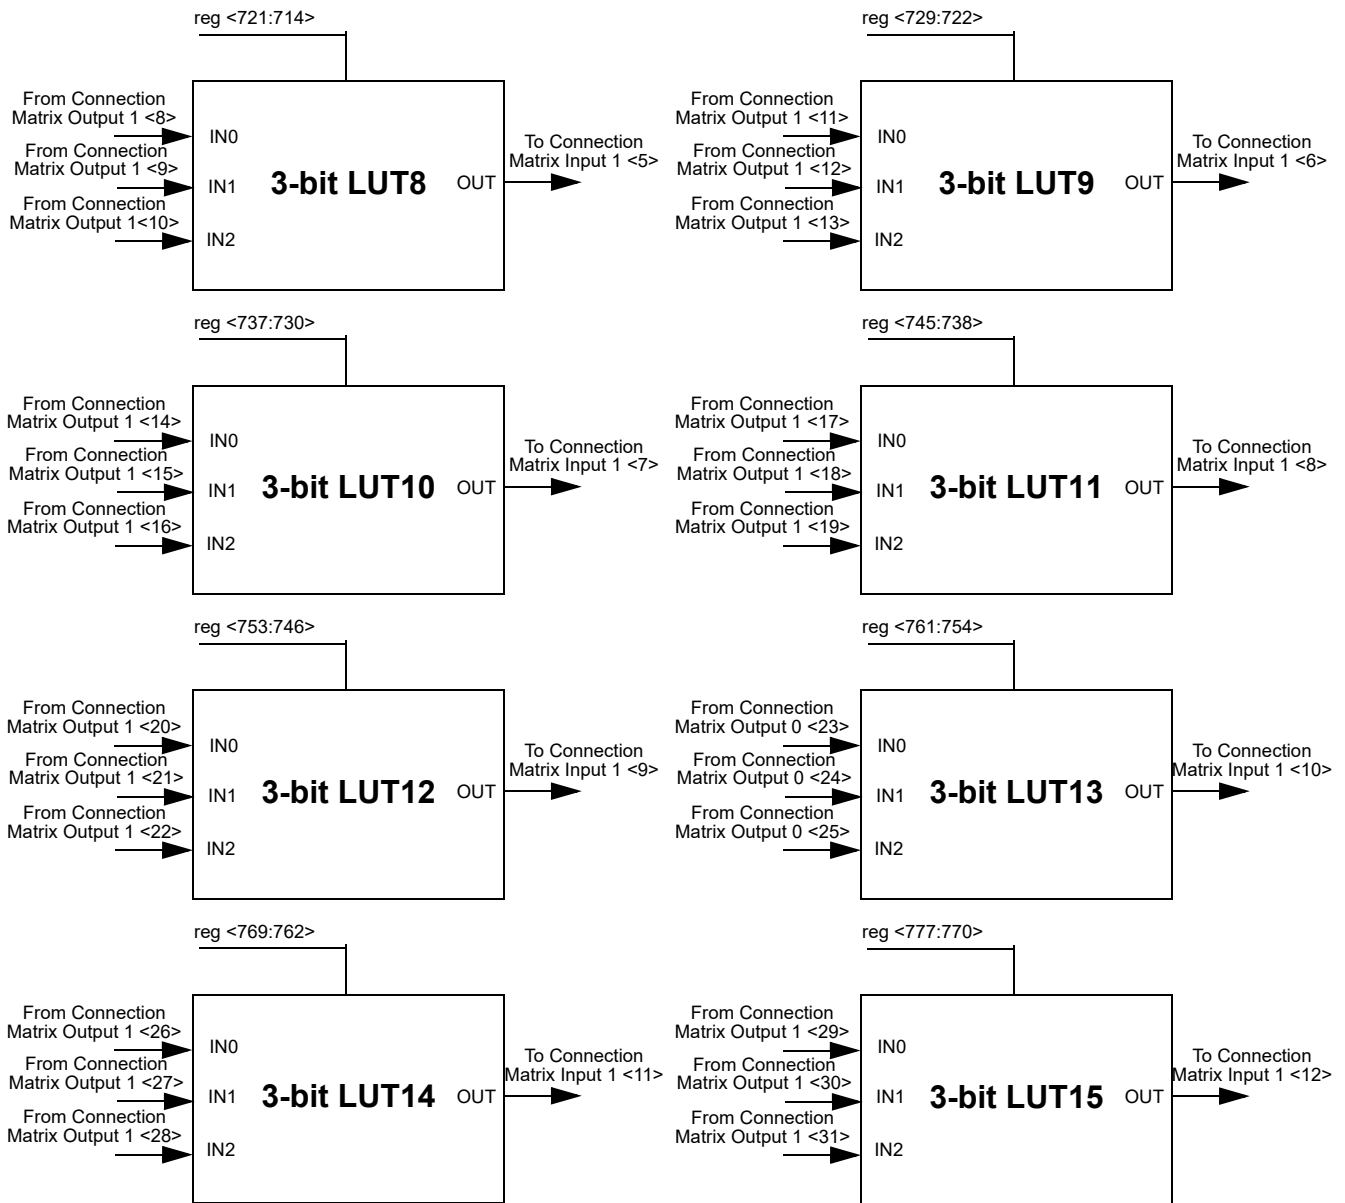 reg <721:714>
From Connection
Matrix Output 1 <8>
IN0
From Connection
Matrix Output 1 <9>
IN1
From Connection
Matrix Output 1<10>
IN2
3-bit LUT8
OUT
To Connection
Matrix Input 1 <5>
reg <729:722>
From Connection
Matrix Output 1 <11>
IN0
From Connection
Matrix Output 1 <12>
IN1
From Connection
Matrix Output 1 <13>
IN2
3-bit LUT9
OUT
To Connection
Matrix Input 1 <6>
reg <737:730>
From Connection
Matrix Output 1 <14>
IN0
From Connection
Matrix Output 1 <15>
IN1
From Connection
Matrix Output 1 <16>
IN2
3-bit LUT10
OUT
To Connection
Matrix Input 1 <7>
reg <745:738>
From Connection
Matrix Output 1 <17>
IN0
From Connection
Matrix Output 1 <18>
IN1
From Connection
Matrix Output 1 <19>
IN2
3-bit LUT11
OUT
To Connection
Matrix Input 1 <8>
reg <753:746>
From Connection
Matrix Output 1 <20>
IN0
From Connection
Matrix Output 1 <21>
IN1
From Connection
Matrix Output 1 <22>
IN2
3-bit LUT12
OUT
To Connection
Matrix Input 1 <9>
reg <761:754>
From Connection
Matrix Output 0 <23>
IN0
From Connection
Matrix Output 0 <24>
IN1
From Connection
Matrix Output 0 <25>
IN2
3-bit LUT13
OUT
To Connection
Matrix Input 1 <10>
reg <769:762>
From Connection
Matrix Output 1 <26>
IN0
From Connection
Matrix Output 1 <27>
IN1
From Connection
Matrix Output 1 <28>
IN2
3-bit LUT14
OUT
To Connection
Matrix Input 1 <11>
reg <777:770>
From Connection
Matrix Output 1 <29>
IN0
From Connection
Matrix Output 1 <30>
IN1
From Connection
Matrix Output 1 <31>
IN2
3-bit LUT15
OUT
To Connection
Matrix Input 1 <12>